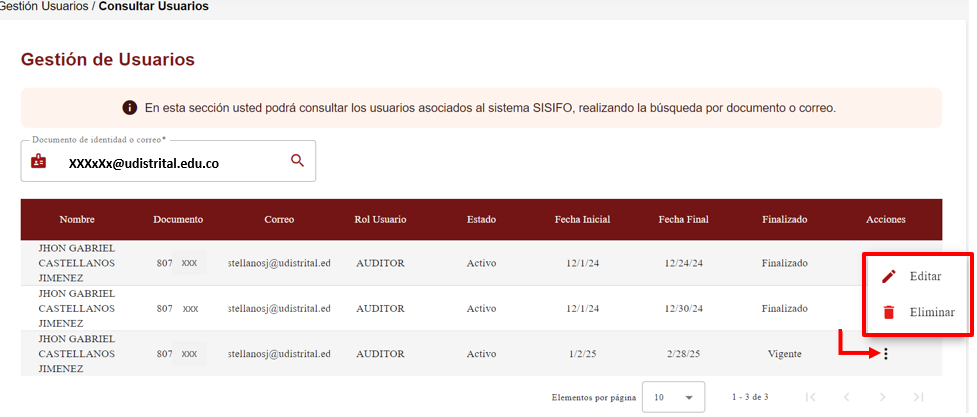 Gestión Usuarios / Consultar Usuarios
Gestión de Usuarios
En esta sección usted podrá consultar los usuarios asociados al sistema SISIFO, realizando la búsqueda por documento o correo.
Documento de identidad o correo*
XXXxXx@udistrital.edu.co
Nombre Documento Correo Rol Usuario Estado Fecha Inicial Fecha Final Finalizado Acciones
JHON GABRIEL
CASTELLANOS 807 XXX stellanosj@udistrital.ed AUDITOR Activo 12/1/24 12/24/24 Finalizado
JIMENEZ
Editar
JHON GABRIEL
CASTELLANOS 807 XXX stellanosj@udistrital.ed AUDITOR Activo 12/1/24 12/30/24 Finalizado
JIMENEZ
Eliminar
JHON GABRIEL
CASTELLANOS 807 XXX stellanosj@udistrital.ed AUDITOR Activo 1/2/25 2/28/25 Vigente
JIMENEZ
Elementos por página 10 1 - 3 de 3